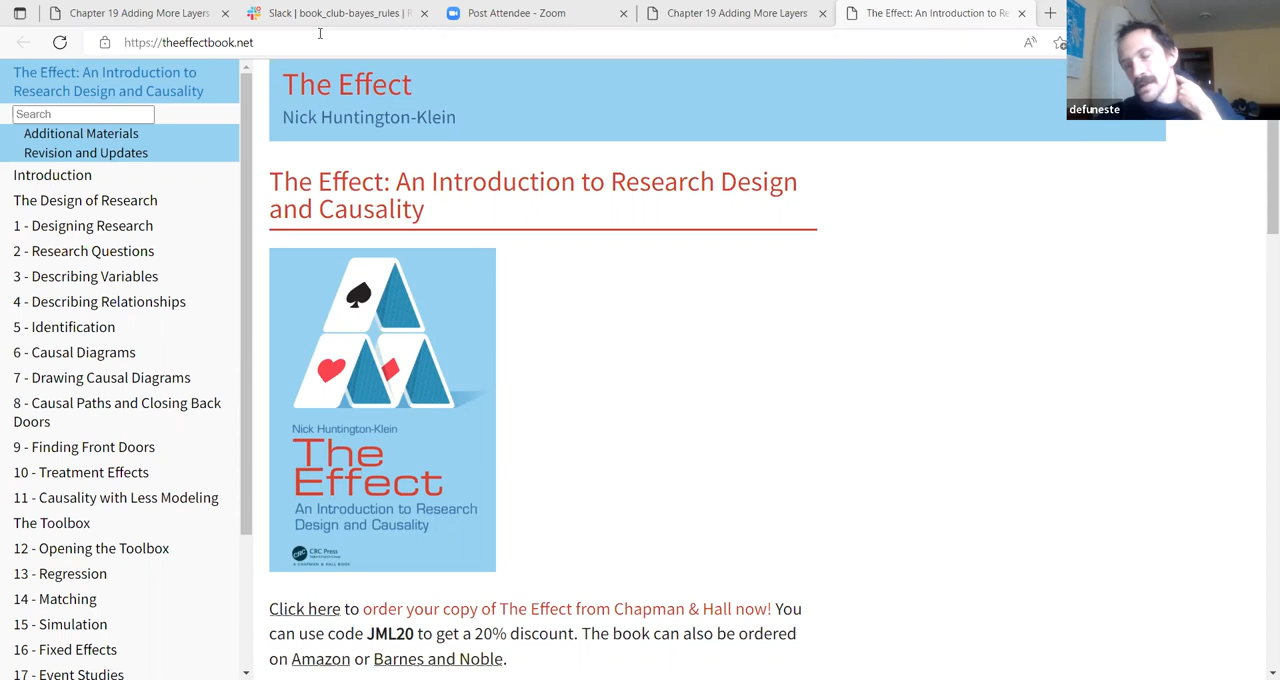 Chapter 19 Adding More Layers
Slack | book_club-bayes_rules | R
Post Attendee - Zoom
Chapter 19 Adding More Layers
The Effect: An Introduction to Re
https://theeffectbook.net
defuneste
The Effect: An Introduction to
Research Design and Causality
Search
Additional Materials
Revision and Updates
Introduction
The Design of Research
1 - Designing Research
2 - Research Questions
3 - Describing Variables
4 - Describing Relationships
5 - Identification
6 - Causal Diagrams
7 - Drawing Causal Diagrams
8 - Causal Paths and Closing Back
Doors
9 - Finding Front Doors
10 - Treatment Effects
11 - Causality with Less Modeling
The Toolbox
12 - Opening the Toolbox
13 - Regression
14 - Matching
15 - Simulation
16 - Fixed Effects
17 - Event Studies
The Effect
Nick Huntington-Klein
The Effect: An Introduction to Research Design
and Causality
Nick Huntington-Klein
The
Effect
An Introduction to Research
Design and Causality
CRC Press
A CHAPMAN & HALL BOOK
Click here to order your copy of The Effect from Chapman & Hall now! You
can use code JML20 to get a 20% discount. The book can also be ordered
on Amazon or Barnes and Noble.